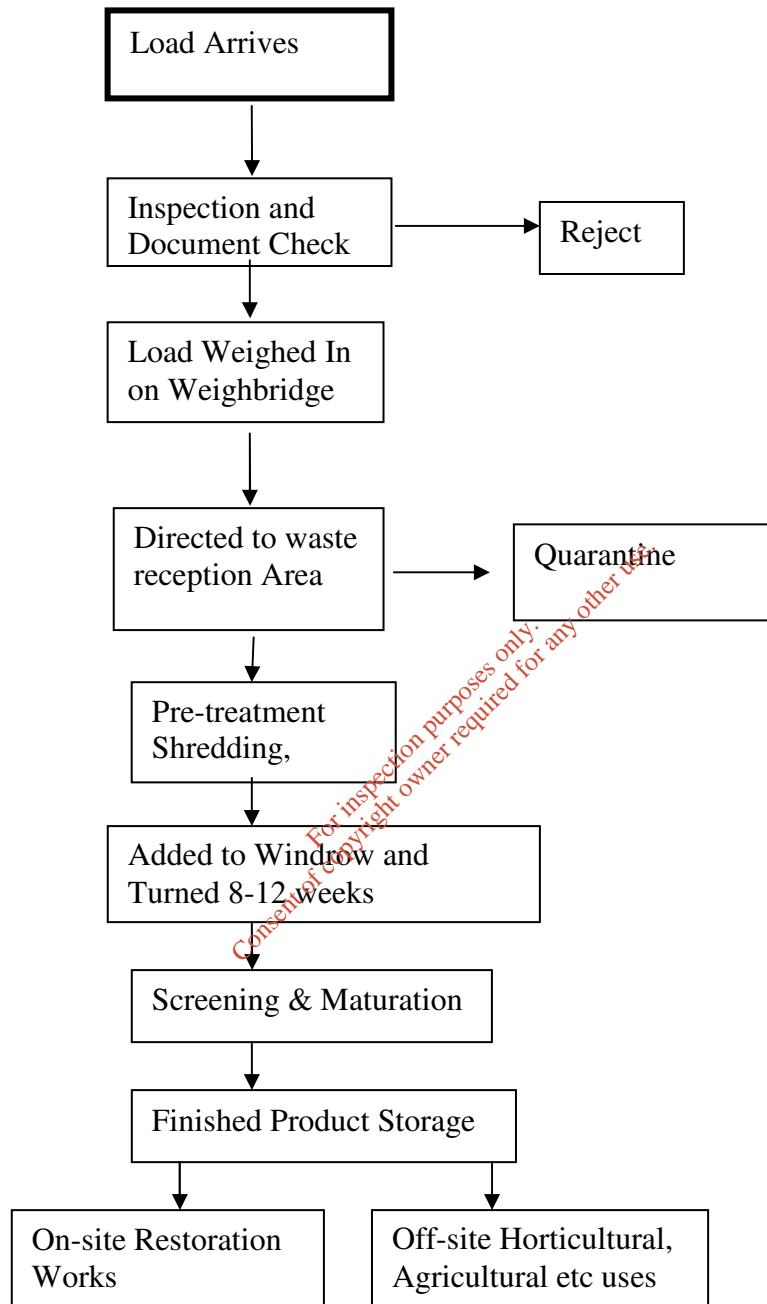 Load Arrives
Inspection and
Document Check
Reject
Load Weighed In
on Weighbridge
Directed to waste
reception Area
Quarantine
Pre-treatment
Shredding,
Added to Windrow and
Turned 8-12 weeks
Screening & Maturation
Finished Product Storage
On-site Restoration
Works
Off-site Horticultural,
Agricultural etc uses
For inspection purposes only.
Consent of copyright owner required for any other use.